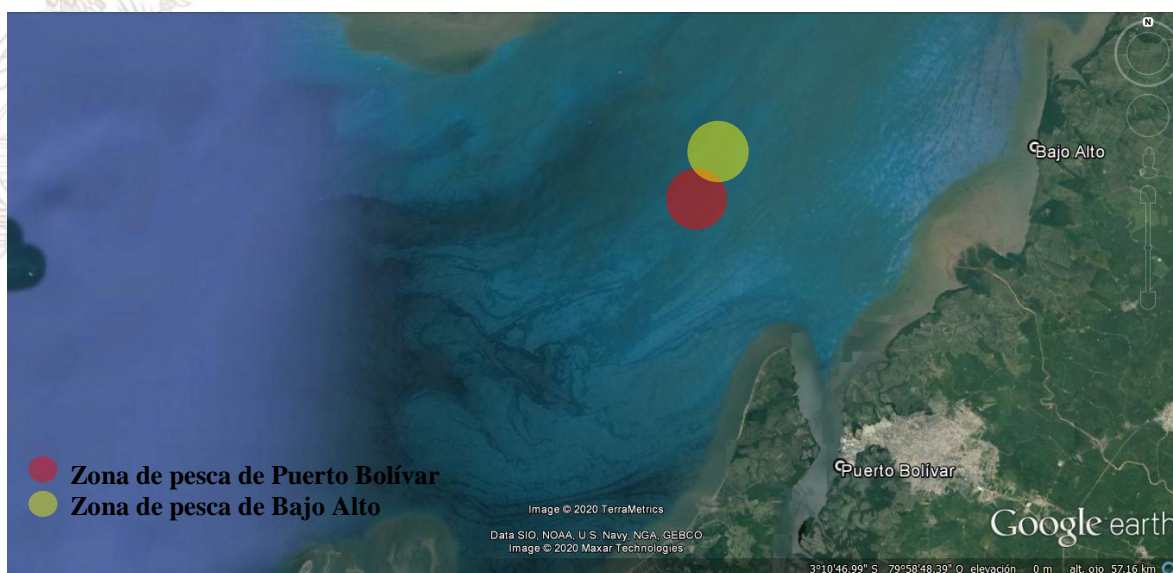 N
Bajo Alto
Puerto Bolívar
Zona de pesca de Puerto Bolívar
Zona de pesca de Bajo Alto
Image © 2020 TerraMetrics
Data SIO, NOAA, U.S. Navy, NGA, GEBCO
Image © 2020 Maxar Technologies
Google earth
3°10'46.99" S 79°58'48.39" O elevación 0 m alt. ojo 57.16 km